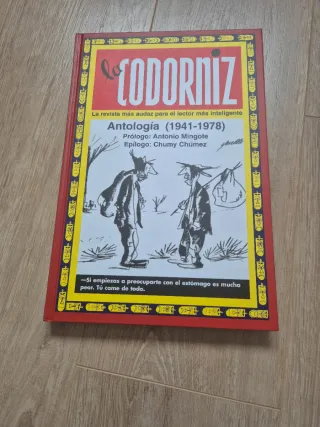 la CODORNIZ
La revista más audaz para el lector más inteligente
Antología (1941-1978)
Prólogo: Antonio Mingote
Epílogo: Chumy Chúmez
—Si empiezas a preocuparte con el estómago es mucho
peor. Tú come de todo.